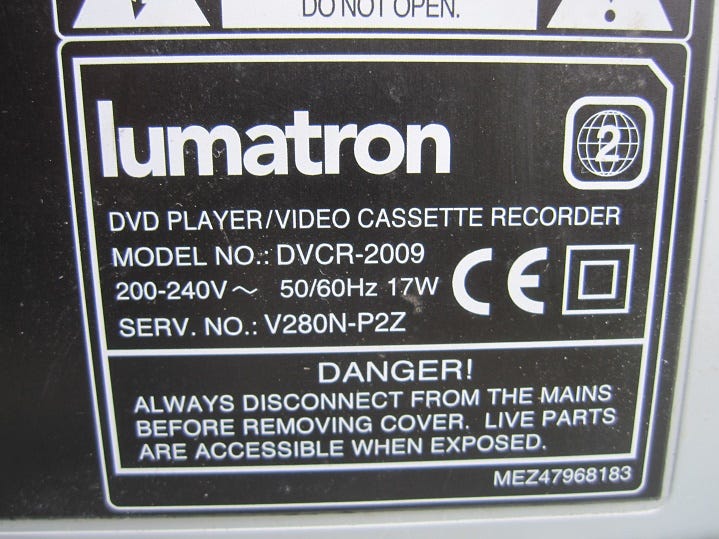 DO NOT OPEN.
lumatron
2
DVD PLAYER/VIDEO CASSETTE RECORDER
MODEL NO.: DVCR-2009
200-240V～ 50/60Hz 17W
CE
SERV. NO.: V280N-P2Z
DANGER!
ALWAYS DISCONNECT FROM THE MAINS
BEFORE REMOVING COVER. LIVE PARTS
ARE ACCESSIBLE WHEN EXPOSED.
MEZ47968183